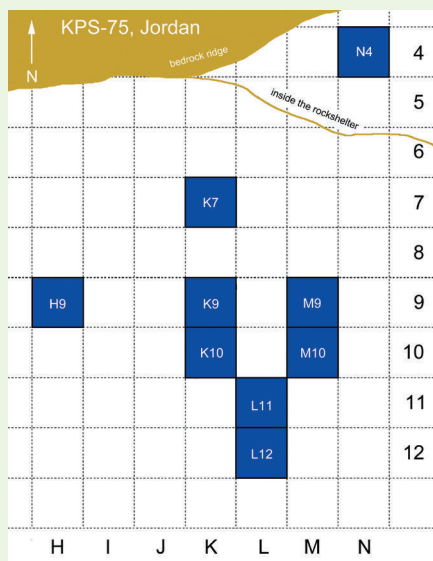 KPS-75, Jordan
N
bedrock ridge
N4
4
inside the rockshelter
5
6
K7
7
8
H9
K9
M9
9
K10
M10
10
L11
11
L12
12
H I J K L M N